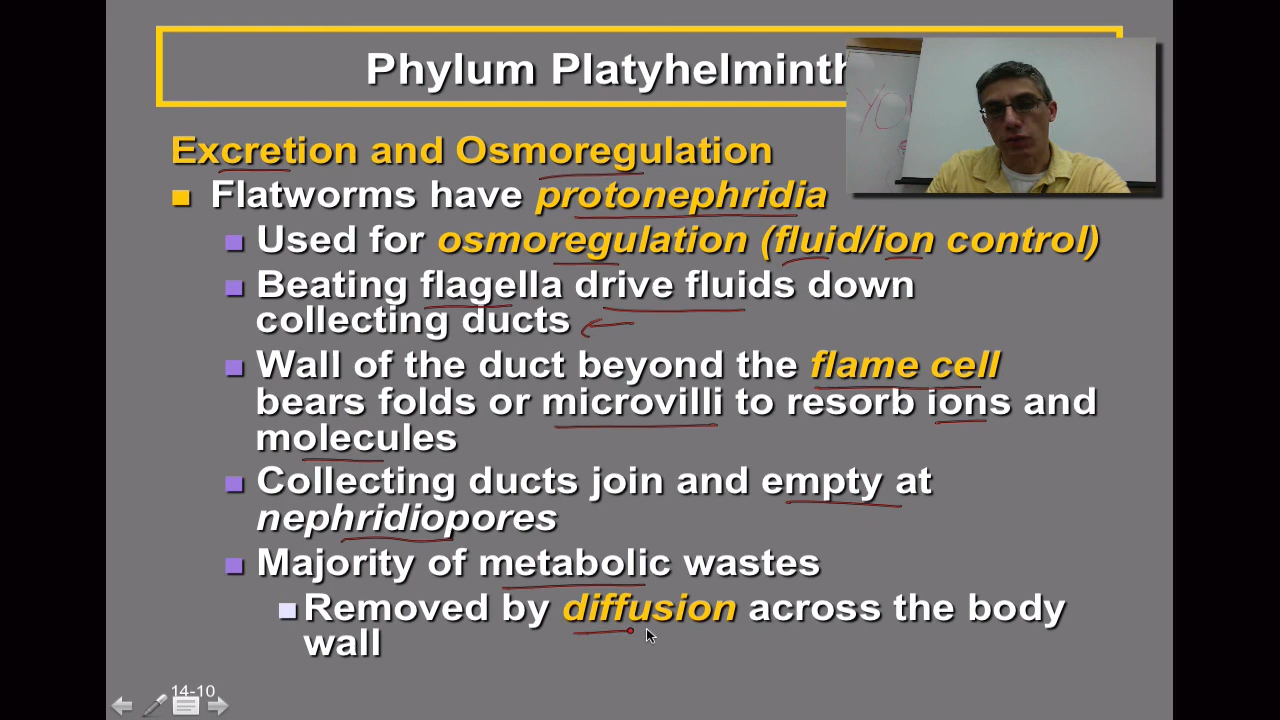 Phylum Platyhelminth
YOU
Excretion and Osmoregulation
Flatworms have protonephridia
Used for osmoregulation (fluid/ion control)
Beating flagella drive fluids down
collecting ducts
Wall of the duct beyond the flame cell
bears folds or microvilli to resorb ions and
molecules
Collecting ducts join and empty at
nephridiopores
Majority of metabolic wastes
Removed by diffusion across the body
wall
14-10